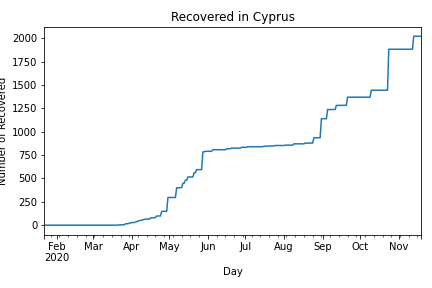 Recovered in Cyprus
Number of Recovered
2000
1750
1500
1250
1000
750
500
250
0
Feb Mar Apr May Jun Jul Aug Sep Oct Nov
2020
Day